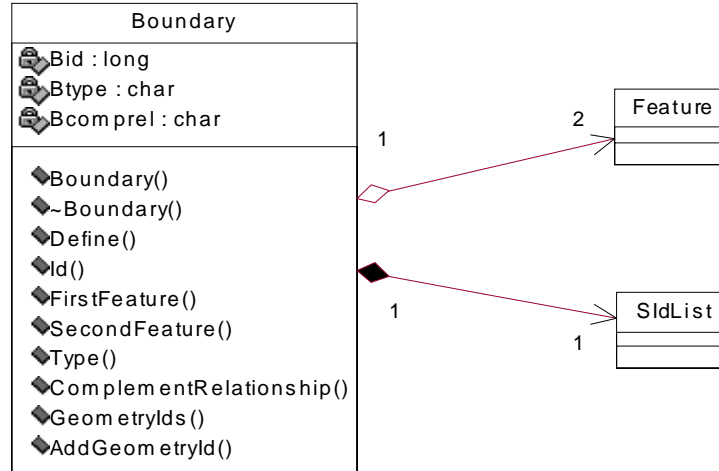 Boundary
Bid : long
Btype : char
Bcomprel : char
Boundary()
~Boundary()
Define()
Id()
FirstFeature()
SecondFeature()
Type()
ComplementRelationship()
GeometryIds()
AddGeometryId()
1
2
Feature
1
1
SIdList